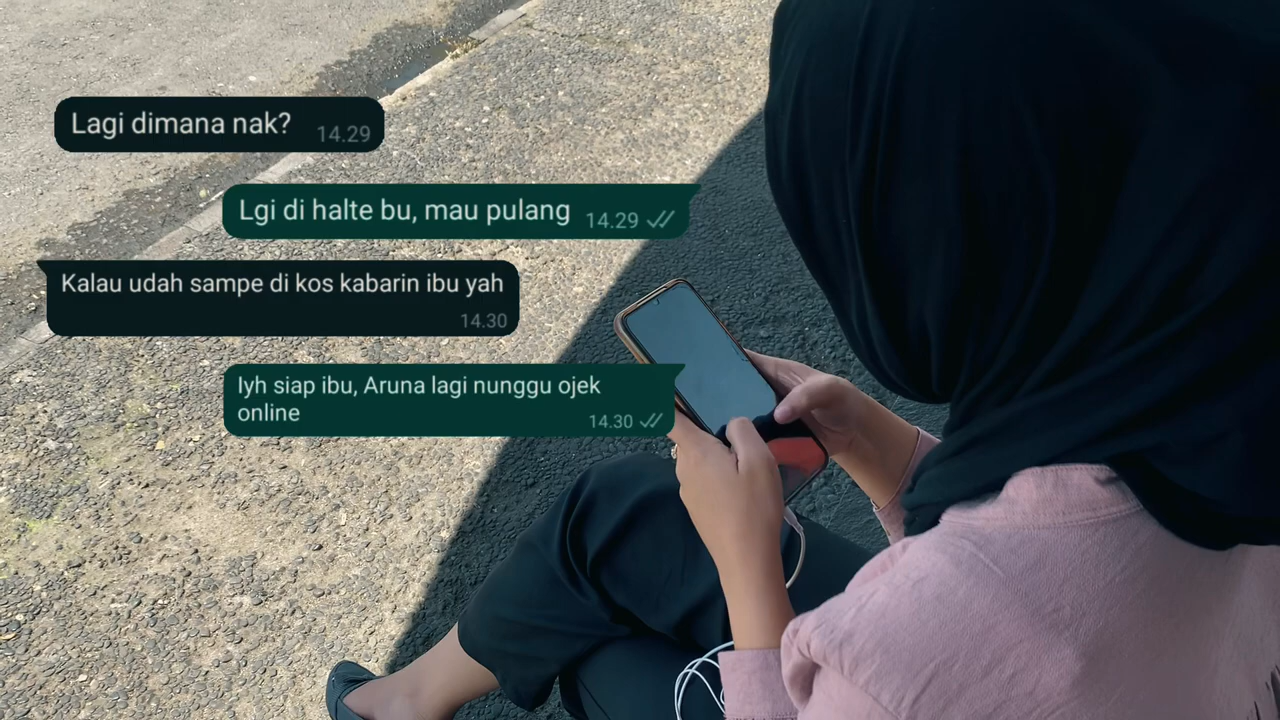 Lagi dimana nak? 14.29
Lgi di halte bu, mau pulang 14.29
Kalau udah sampe di kos kabarin ibu yah
14.30
Iyh siap ibu, Aruna lagi nunggu ojek
online 14.30